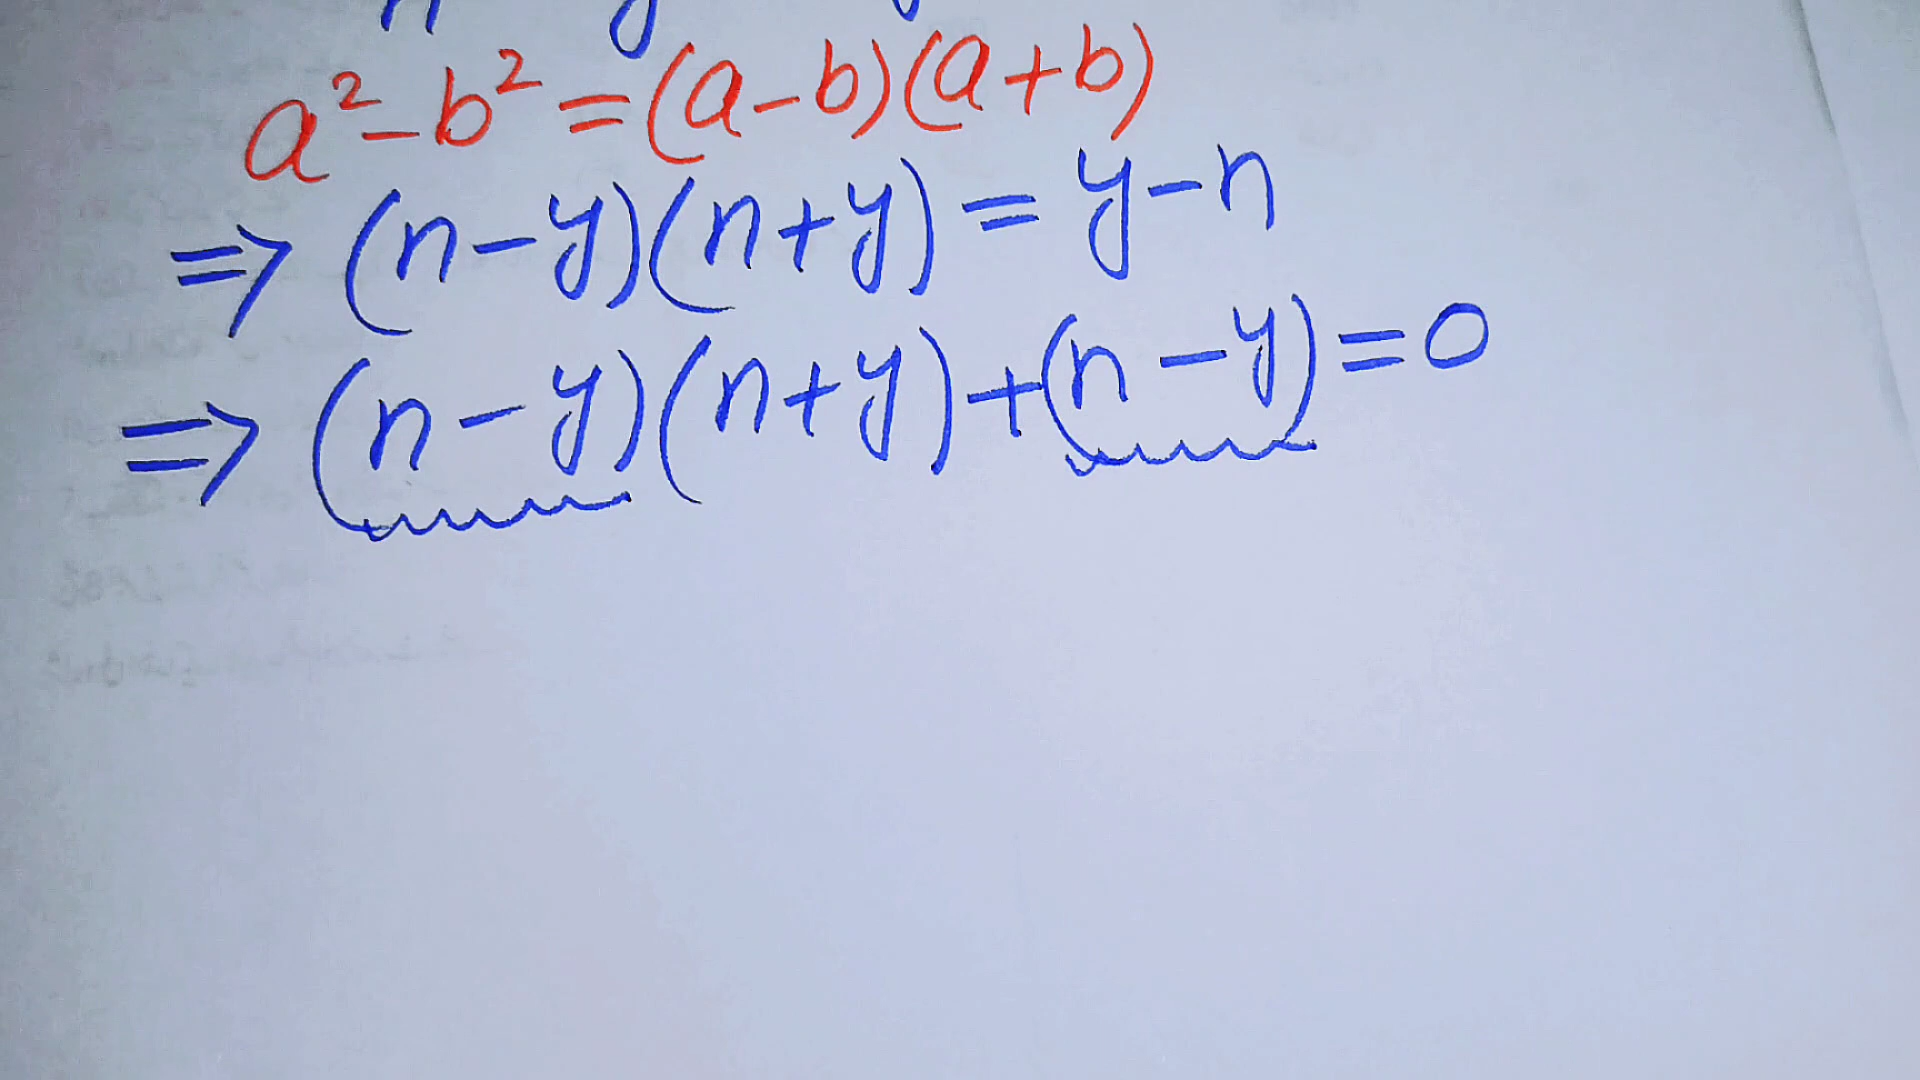 a² - b² = (a - b)(a + b)
⇒ (n - y)(n + y) = y - n
⇒ (n - y)(n + y) + (n - y) = 0